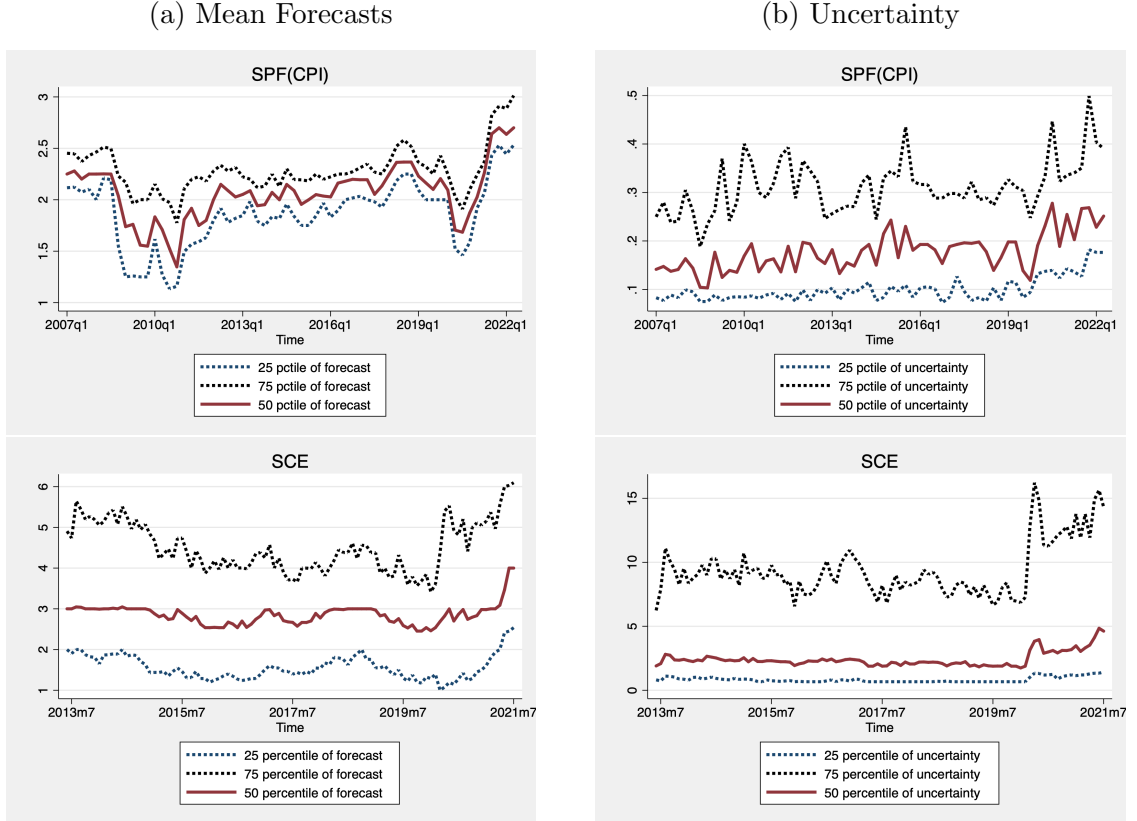 (a) Mean Forecasts
(b) Uncertainty
SPF(CPI)
3
2.5
2
1.5
1
2007q1 2010q1 2013q1 2016q1 2019q1 2022q1
Time
25 pctile of forecast
75 pctile of forecast
50 pctile of forecast
SPF(CPI)
.5
.4
.3
.2
.1
2007q1 2010q1 2013q1 2016q1 2019q1 2022q1
Time
25 pctile of uncertainty
75 pctile of uncertainty
50 pctile of uncertainty
SCE
6
5
4
3
2
1
2013m7 2015m7 2017m7 2019m7 2021m7
Time
25 percentile of forecast
75 percentile of forecast
50 percentile of forecast
SCE
15
10
5
0
2013m7 2015m7 2017m7 2019m7 2021m7
Time
25 percentile of uncertainty
75 percentile of uncertainty
50 percentile of uncertainty